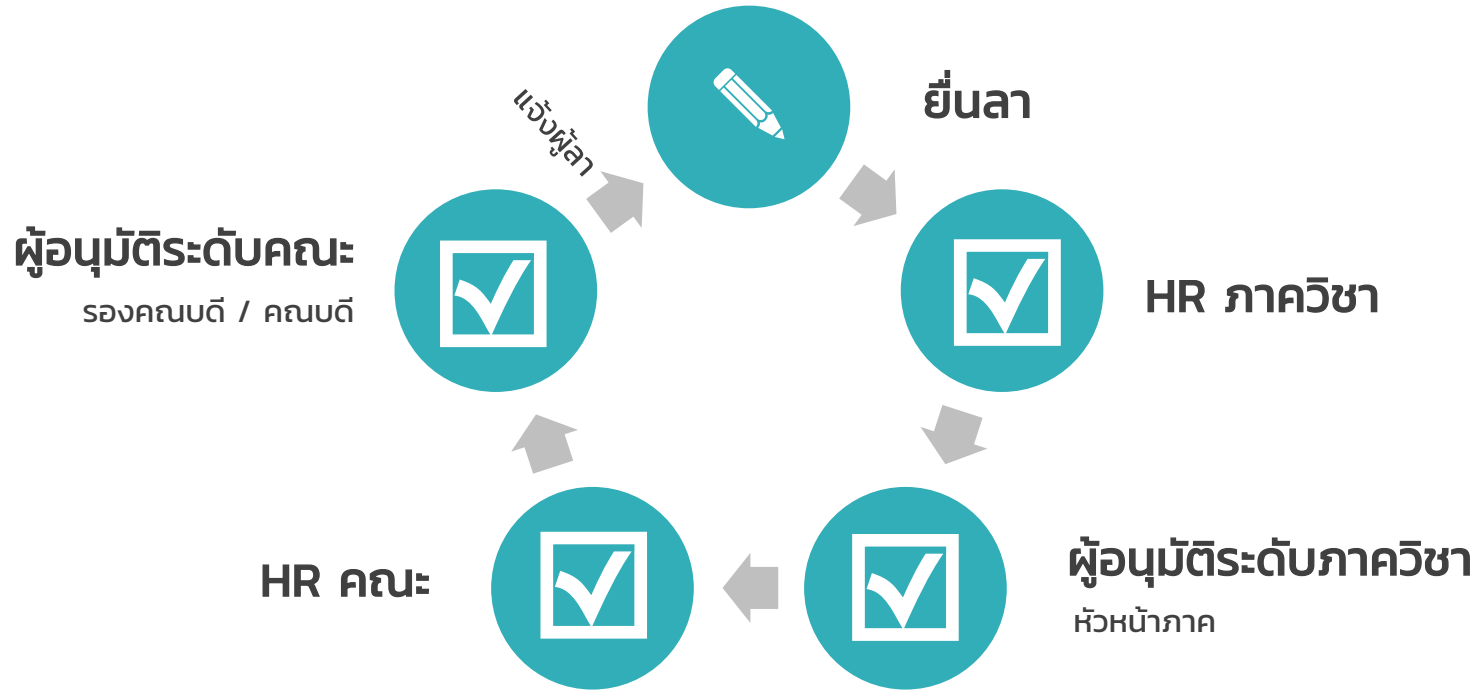 ยื่นลา
แจ้งผู้ลา
ผู้อนุมัติระดับคณะ
รองคณบดี / คณบดี
HR ภาควิชา
HR คณะ
ผู้อนุมัติระดับภาควิชา
หัวหน้าภาค